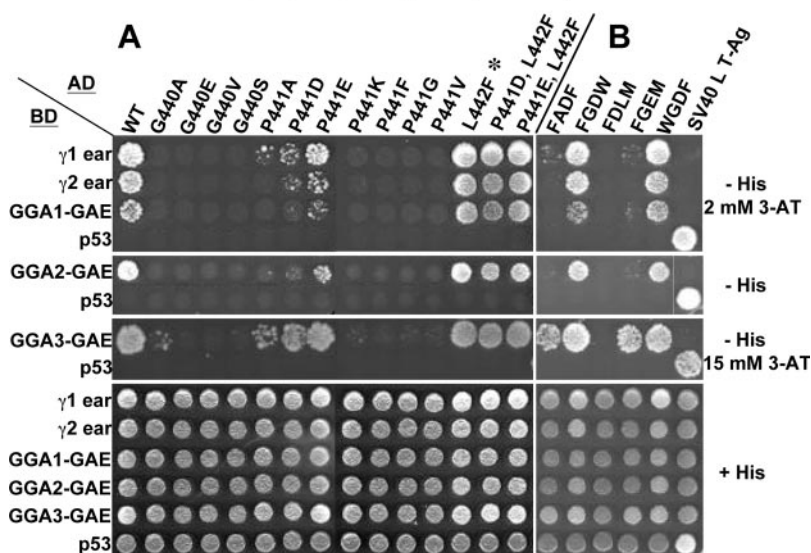 A
B
AD
BD
WT
G440A
G440E
G440V
G440S
P441A
P441D
P441E
P441K
P441F
P441G
P441V
L442F *
P441D, L442F
P441E, L442F
FADF
FGDW
FDLM
FGEM
WGDF
SV40 L T-Ag
γ1 ear
γ2 ear
GGA1-GAE
p53
- His
2 mM 3-AT
GGA2-GAE
p53
- His
GGA3-GAE
p53
- His
15 mM 3-AT
γ1 ear
γ2 ear
GGA1-GAE
GGA2-GAE
GGA3-GAE
p53
+ His